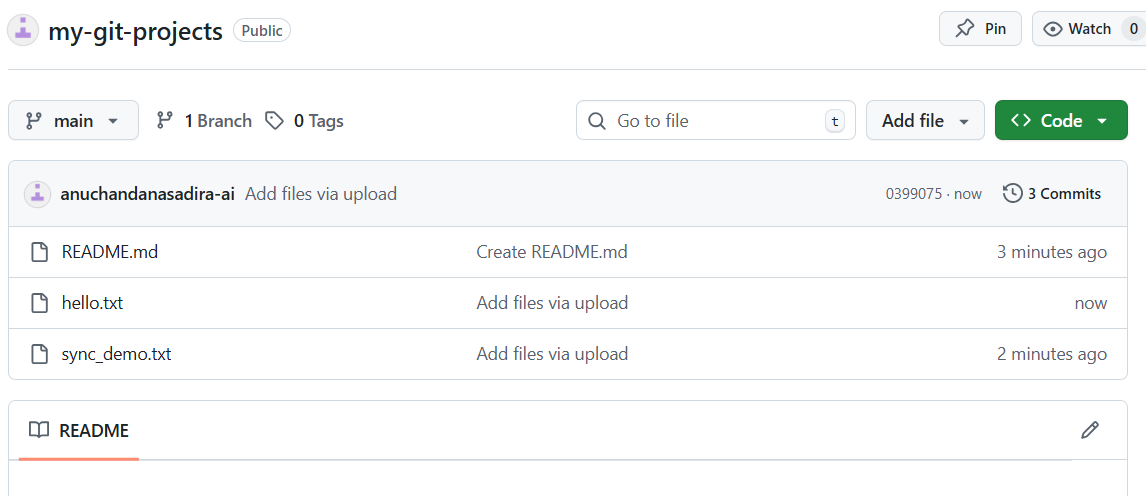 my-git-projects Public Pin Watch 0
main 1 Branch 0 Tags Go to file t Add file Code
anuchandanasadira-ai Add files via upload 0399075 · now 3 Commits
README.md Create README.md 3 minutes ago
hello.txt Add files via upload now
sync_demo.txt Add files via upload 2 minutes ago
README